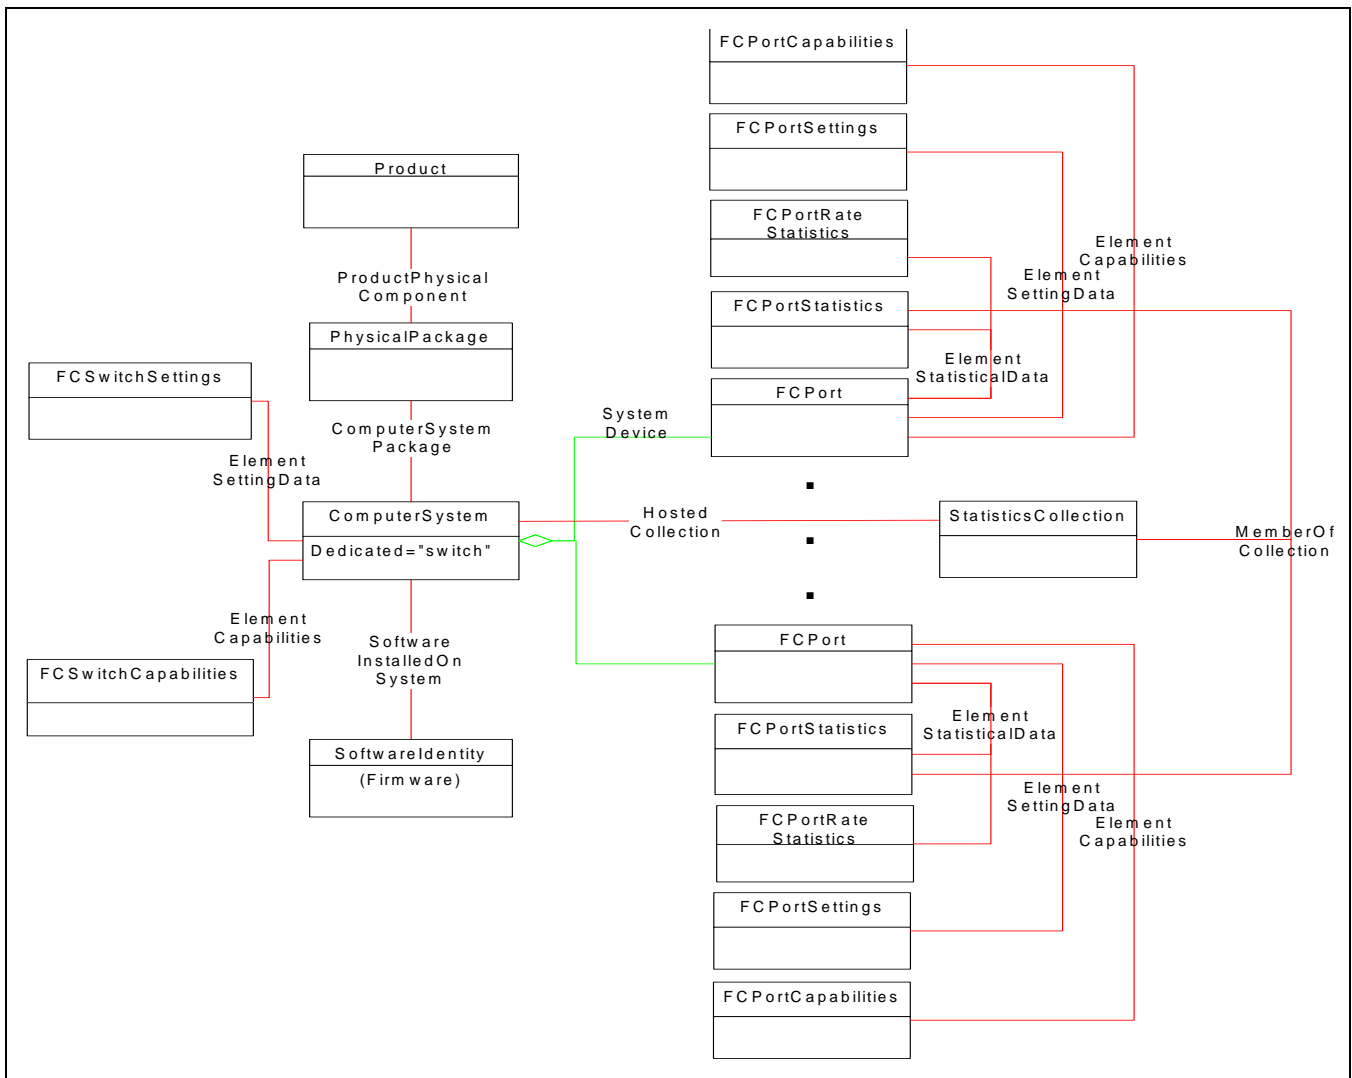 FCPortCapabilities
FCPortSettings
Product
FCPortRate
Statistics
Element
Capabilities
ProductPhysical
Component
Element
SettingData
FCPortStatistics
PhysicalPackage
Element
StatisticalData
FCSwitchSettings
FCPort
System
Device
ComputerSystem
Package
Element
SettingData
ComputerSystem
Dedicated="switch"
Hosted
Collection
StatisticsCollection
MemberOf
Collection
Element
Capabilities
Software
InstalledOn
System
FCPort
FCSwitchCapabilities
Element
StatisticalData
FCPortStatistics
SoftwareIdentity
(Firmware)
Element
SettingData
FCPortRate
Statistics
Element
Capabilities
FCPortSettings
FCPortCapabilities